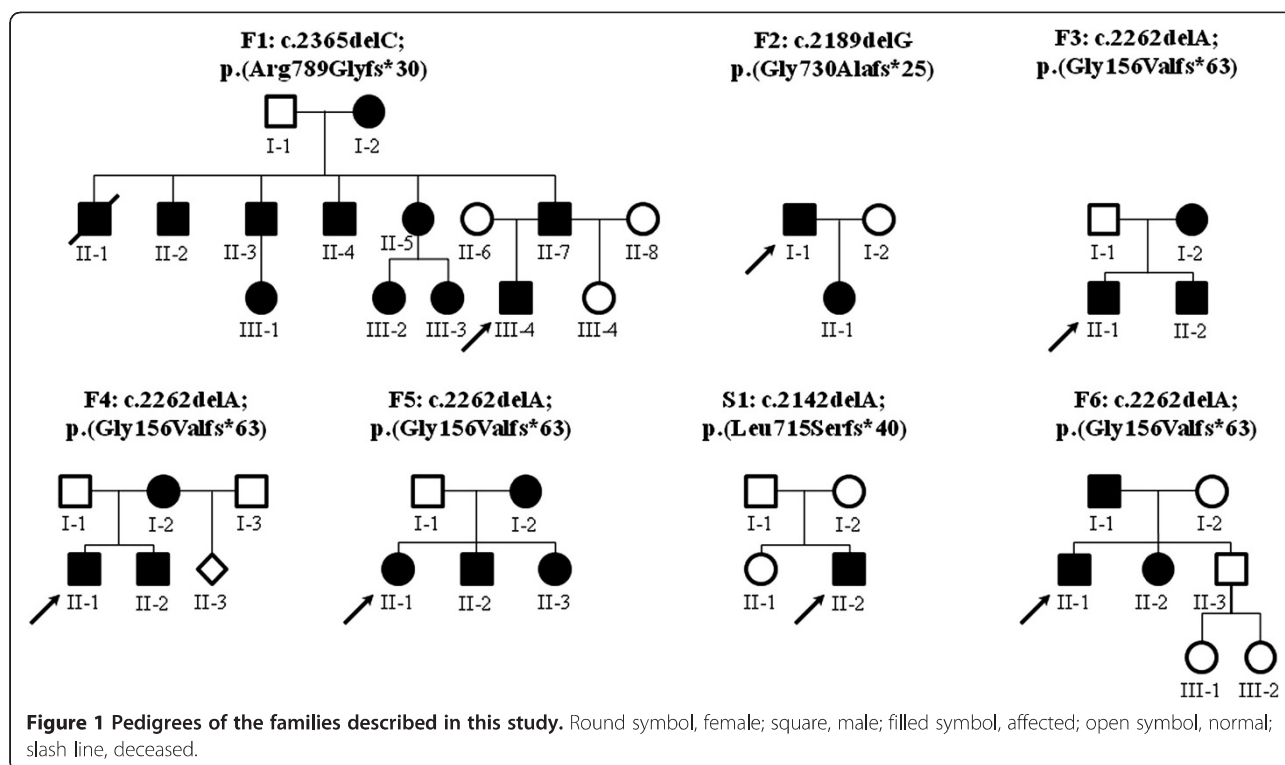 F1: c.2365delC;
p.(Arg789Glyfs*30)
I-1 I-2
II-1 II-2 II-3 II-4 II-5 II-6 II-7 II-8
III-1 III-2 III-3 III-4 III-4
F2: c.2189delG
p.(Gly730Alafs*25)
I-1 I-2
II-1
F3: c.2262delA;
p.(Gly156Valfs*63)
I-1 I-2
II-1 II-2
F4: c.2262delA;
p.(Gly156Valfs*63)
I-1 I-2 I-3
II-1 II-2 II-3
F5: c.2262delA;
p.(Gly156Valfs*63)
I-1 I-2
II-1 II-2 II-3
S1: c.2142delA;
p.(Leu715Serfs*40)
I-1 I-2
II-1 II-2
F6: c.2262delA;
p.(Gly156Valfs*63)
I-1 I-2
II-1 II-2 II-3
III-1 III-2
Figure 1 Pedigrees of the families described in this study. Round symbol, female; square, male; filled symbol, affected; open symbol, normal;
slash line, deceased.